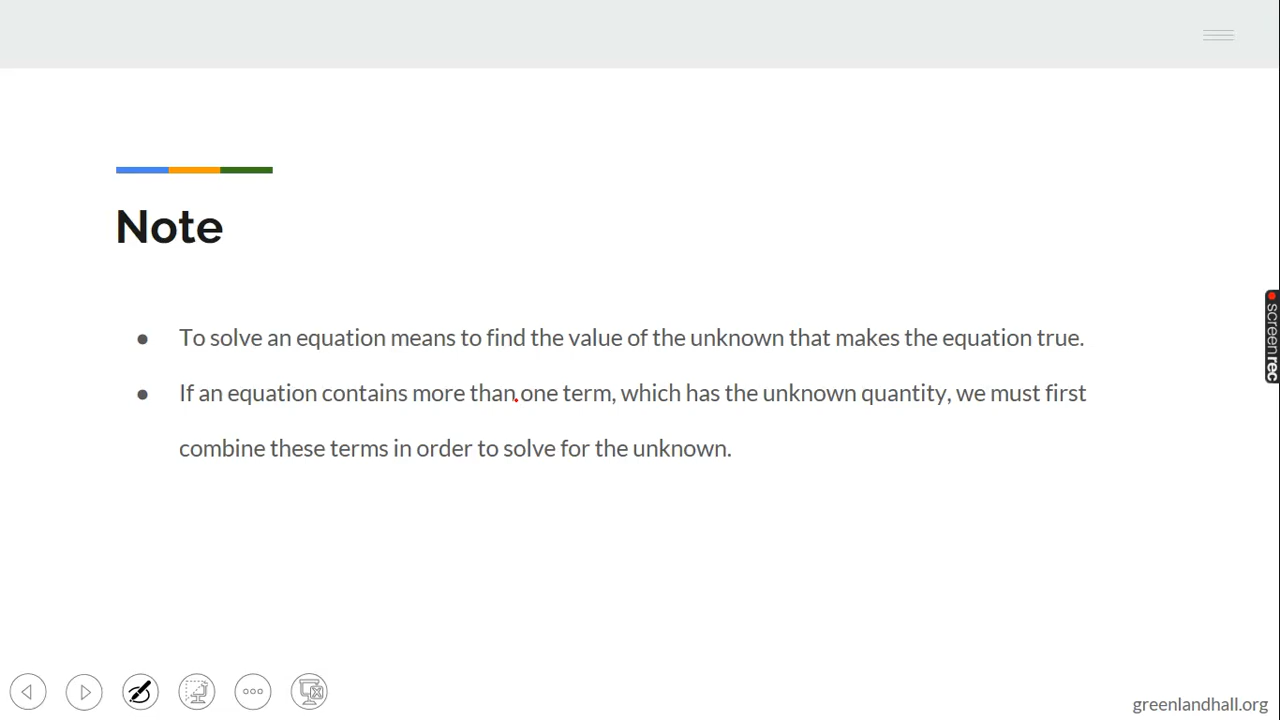 Note
● To solve an equation means to find the value of the unknown that makes the equation true.
● If an equation contains more than one term, which has the unknown quantity, we must first
combine these terms in order to solve for the unknown.
screenrec
greenlandhall.org